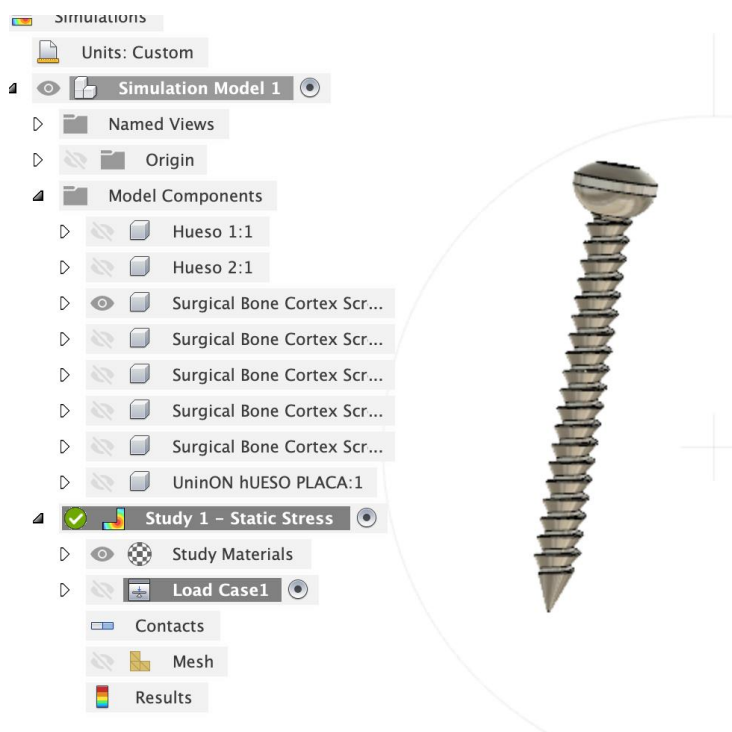 Simulations
Units: Custom
Simulation Model 1
Named Views
Origin
Model Components
Hueso 1:1
Hueso 2:1
Surgical Bone Cortex Scr...
Surgical Bone Cortex Scr...
Surgical Bone Cortex Scr...
Surgical Bone Cortex Scr...
Surgical Bone Cortex Scr...
UninON hUESO PLACA:1
Study 1 - Static Stress
Study Materials
Load Case1
Contacts
Mesh
Results